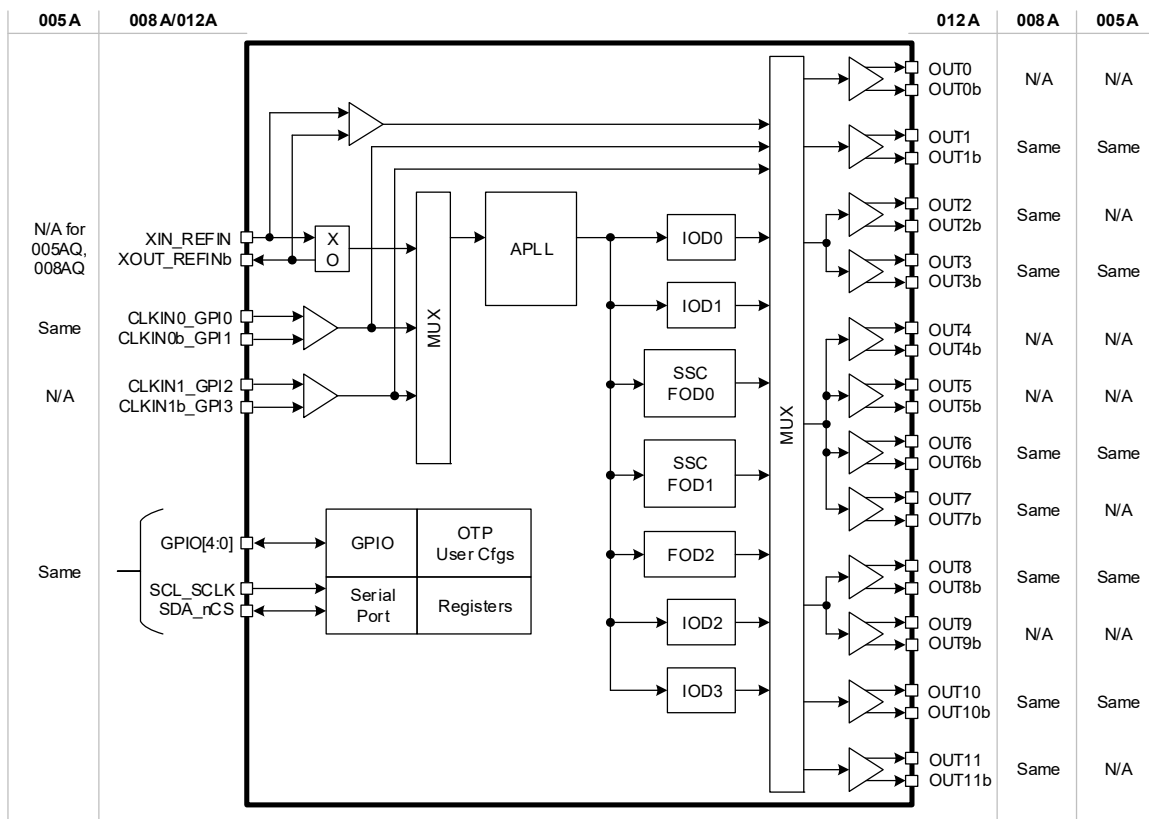 005A
008A/012A
012A
008A
005A
OUT0
OUT0b
N/A
N/A
OUT1
OUT1b
Same
Same
OUT2
OUT2b
Same
N/A
N/A for
005AQ,
008AQ
XIN_REFIN
XOUT_REFINb
X
O
APLL
IOD0
OUT3
OUT3b
Same
Same
Same
CLKIN0_GPI0
CLKIN0b_GPI1
MUX
IOD1
OUT4
OUT4b
N/A
N/A
N/A
CLKIN1_GPI2
CLKIN1b_GPI3
SSC
FOD0
MUX
OUT5
OUT5b
N/A
N/A
OUT6
OUT6b
Same
Same
SSC
FOD1
OUT7
OUT7b
Same
N/A
Same
GPIO[4:0]
SCL_SCLK
SDA_nCS
GPIO
OTP
User Cfgs
Serial
Port
Registers
FOD2
OUT8
OUT8b
Same
Same
IOD2
OUT9
OUT9b
N/A
N/A
IOD3
OUT10
OUT10b
Same
Same
OUT11
OUT11b
Same
N/A